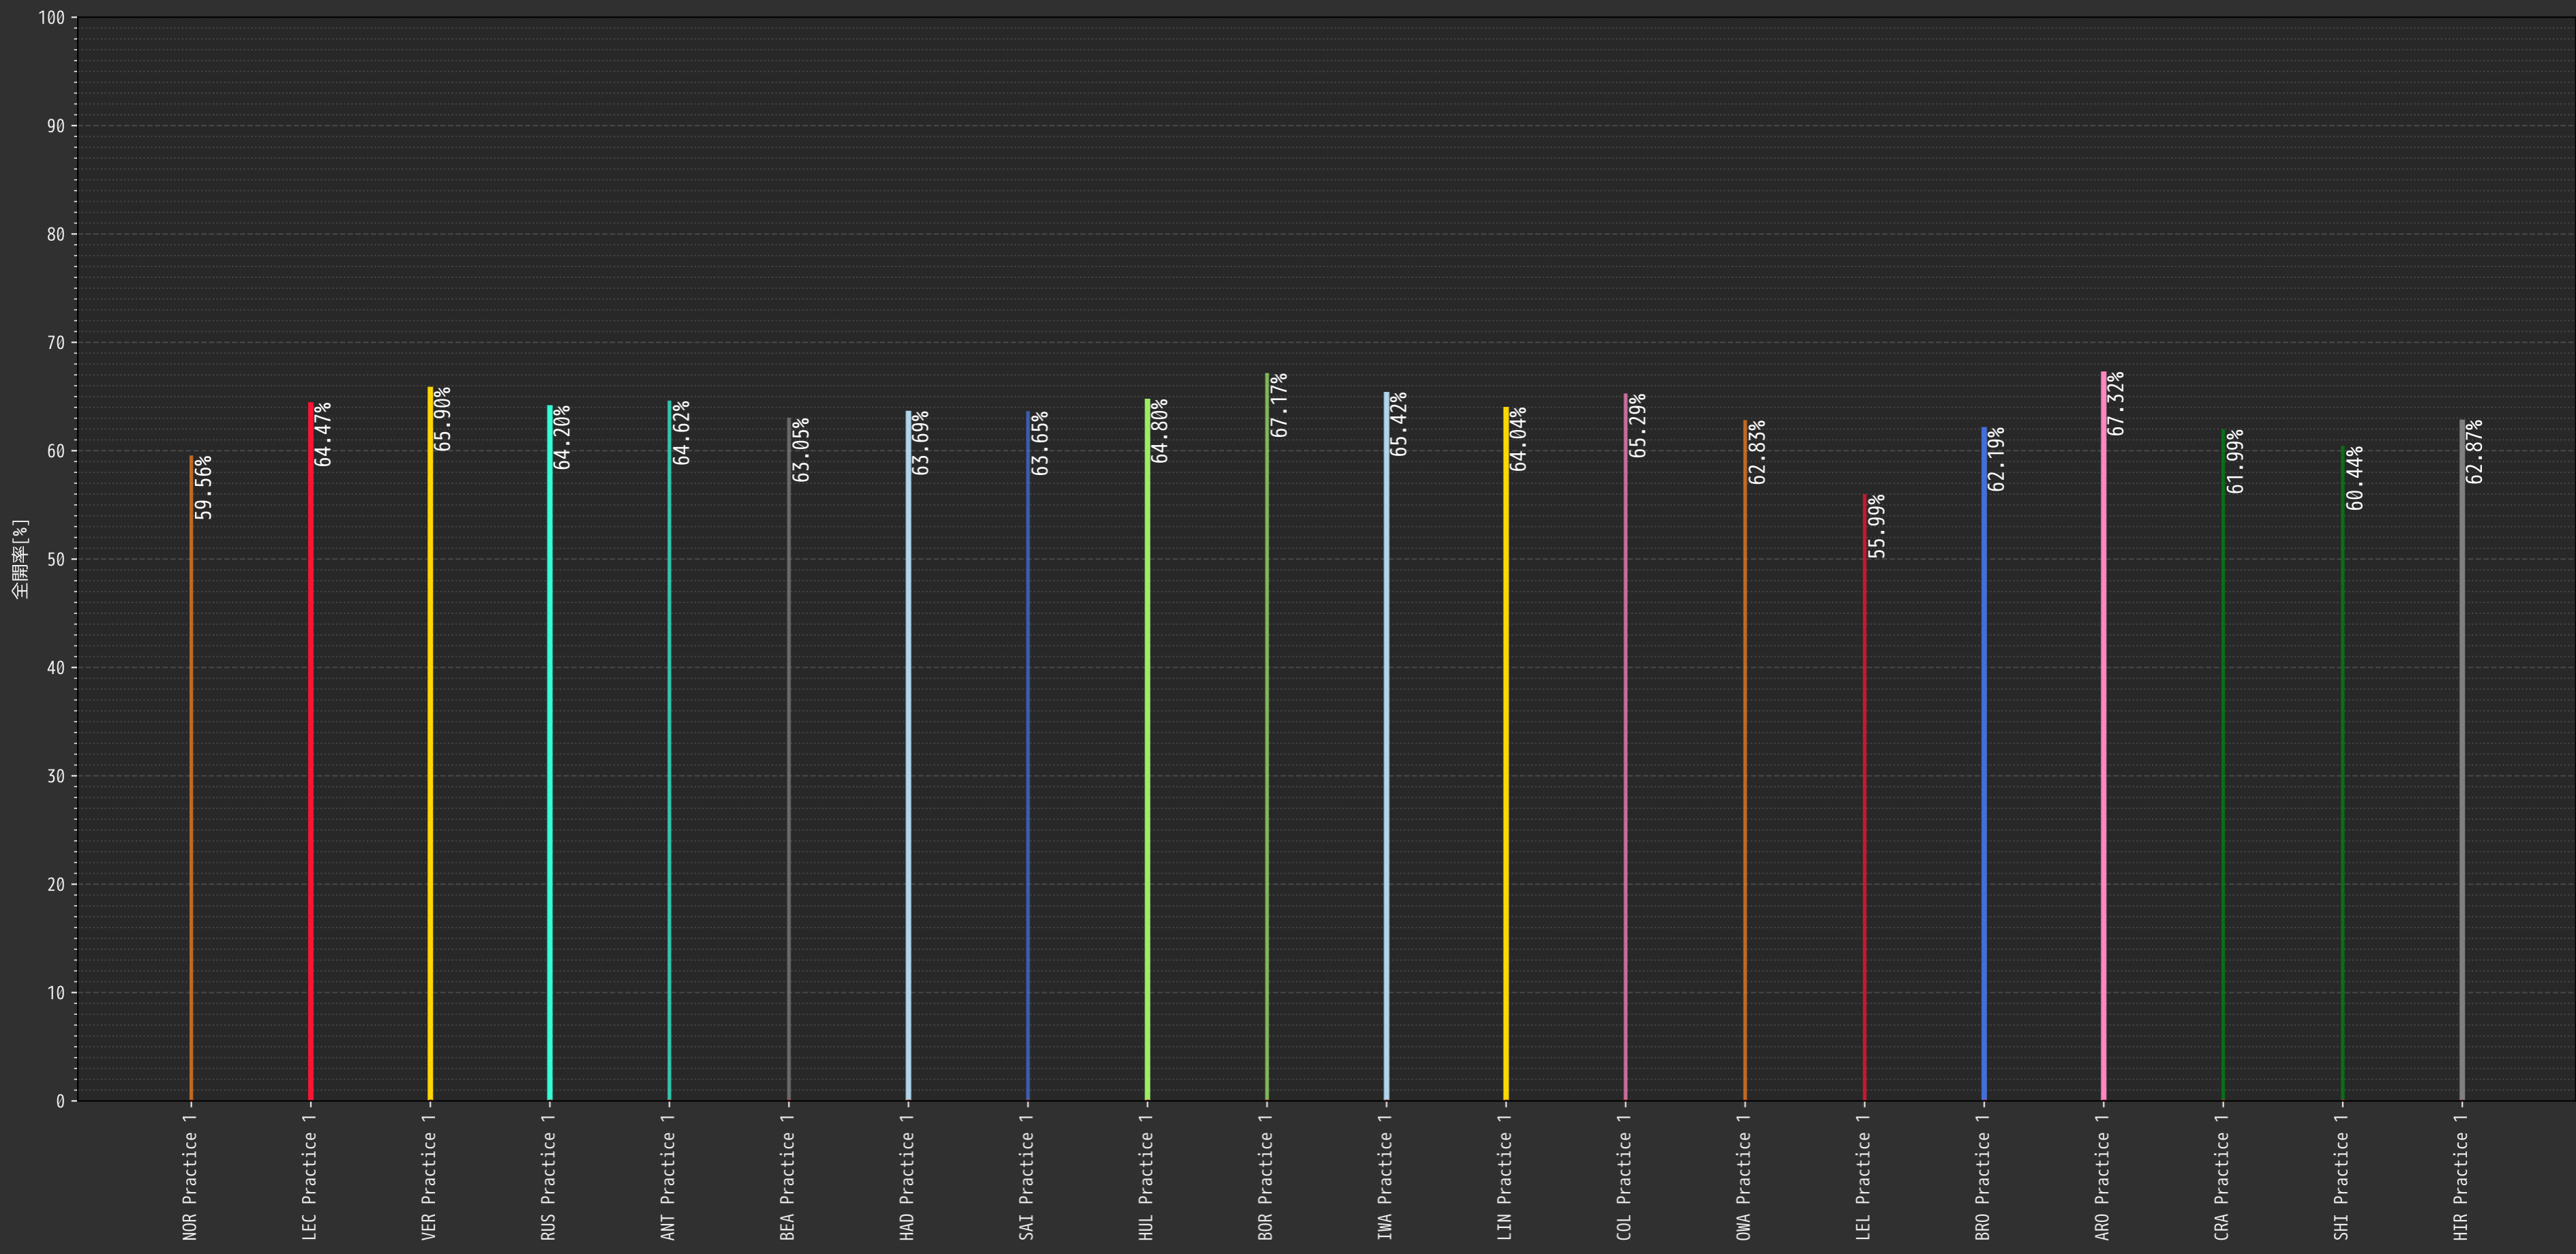 100
90
80
70
60
50
40
30
20
10
0
全開率[%]
59.56%
64.47%
65.90%
64.20%
64.62%
63.05%
63.69%
63.65%
64.80%
67.17%
65.42%
64.04%
65.29%
62.83%
55.99%
62.19%
67.32%
61.99%
60.44%
62.87%
NOR Practice 1
LEC Practice 1
VER Practice 1
RUS Practice 1
ANT Practice 1
BEA Practice 1
HAD Practice 1
SAI Practice 1
HUL Practice 1
BOR Practice 1
IWA Practice 1
LIN Practice 1
COL Practice 1
OWA Practice 1
LEL Practice 1
BRO Practice 1
ARO Practice 1
CRA Practice 1
SHI Practice 1
HIR Practice 1